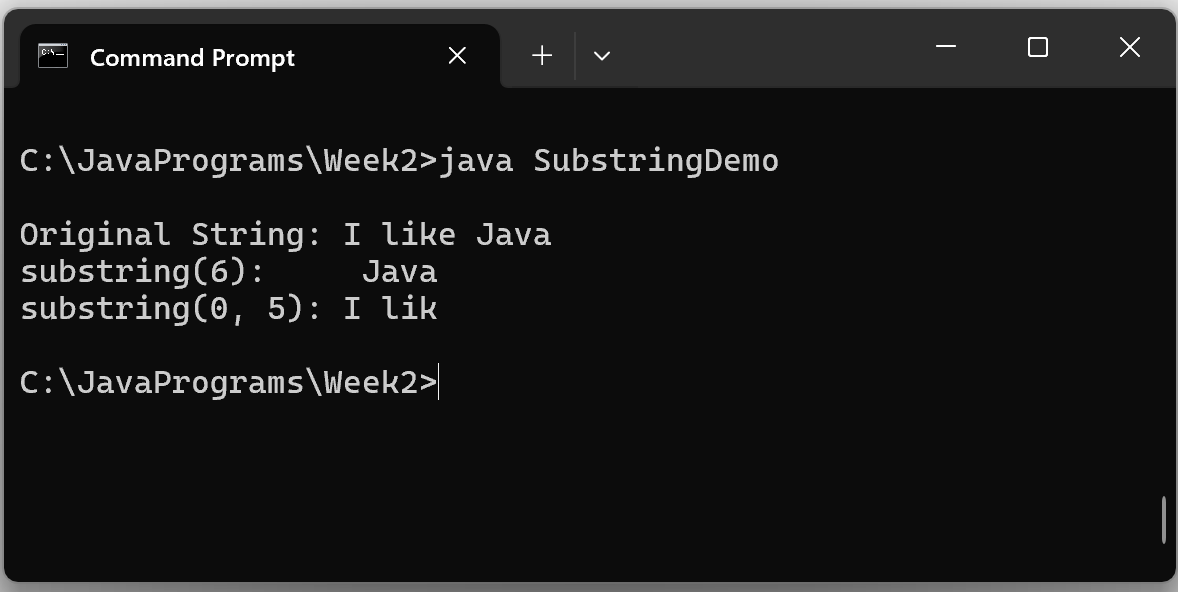 Command Prompt
C:\JavaPrograms\Week2>java SubstringDemo
Original String: I like Java
substring(6):     Java
substring(0, 5): I lik
C:\JavaPrograms\Week2>